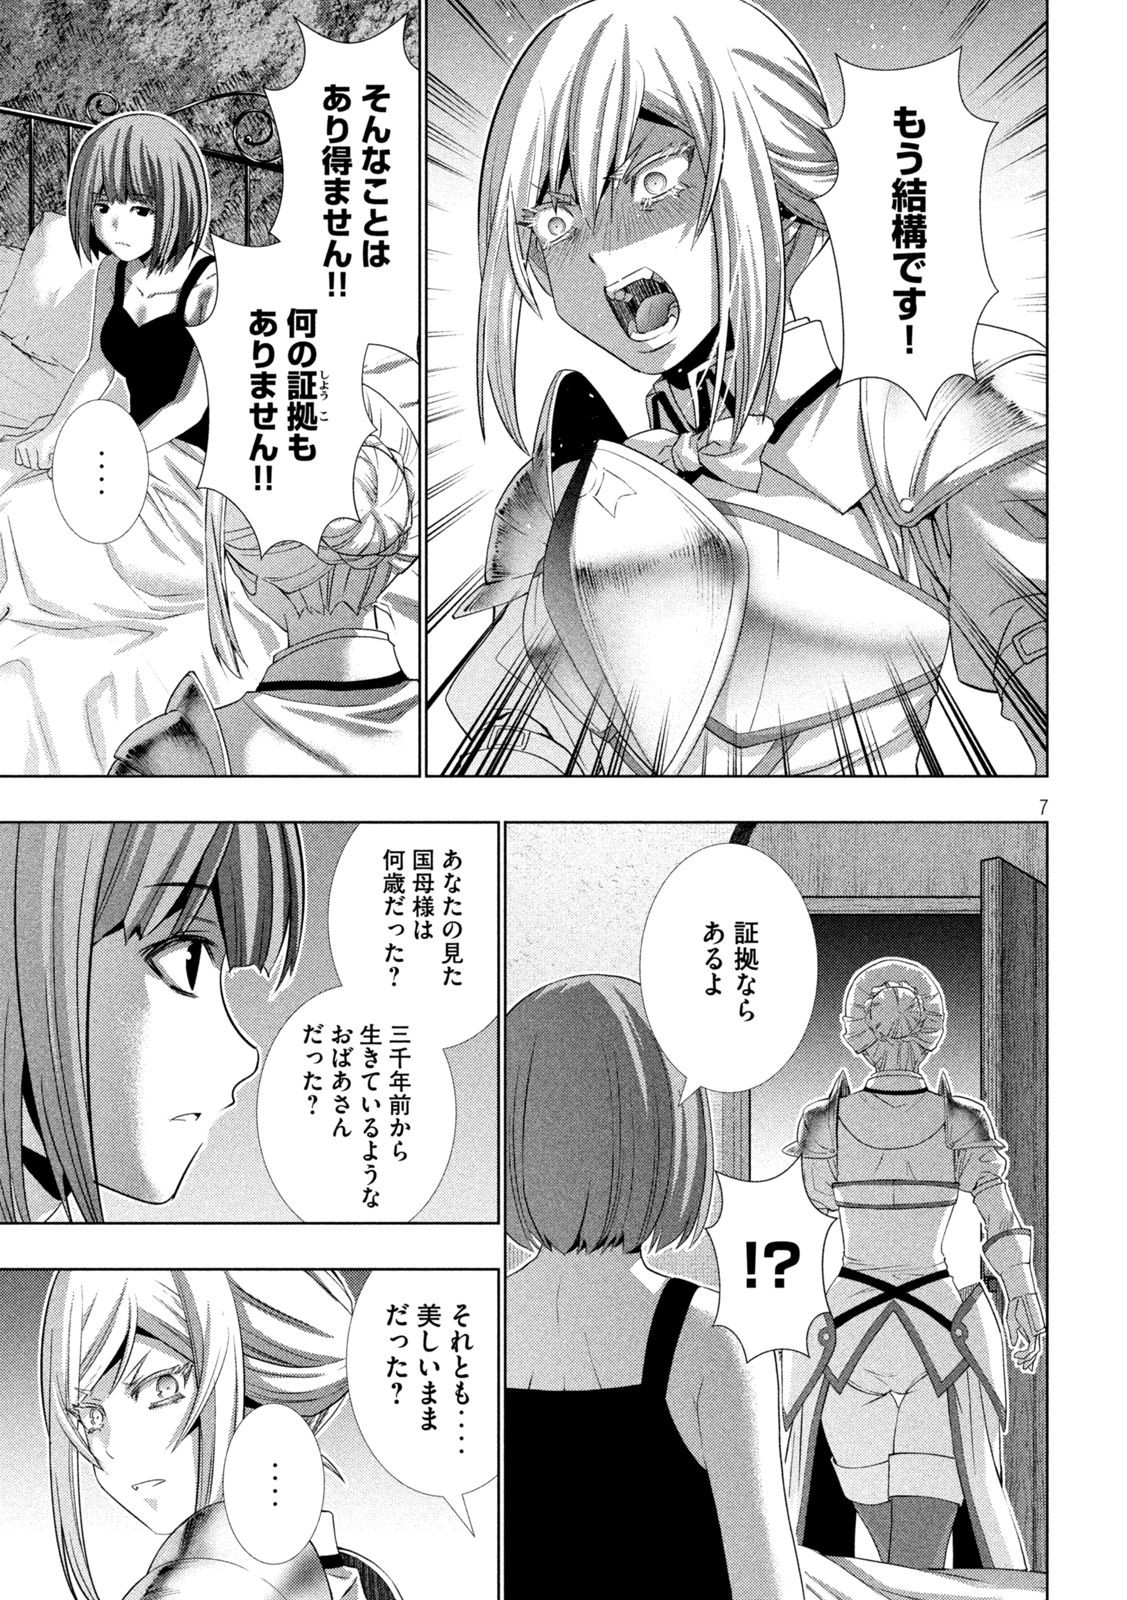 もう結構です！
そんなことは
あり得ません!!
何の証拠も
しょうこ
ありません!!
････
7
証拠なら
あるよ
!?
あなたの見た
国母様は
何歳だった？
三千年前から
生きているような
おばあさん
だった？
それとも････
美しいまま
だった？
････